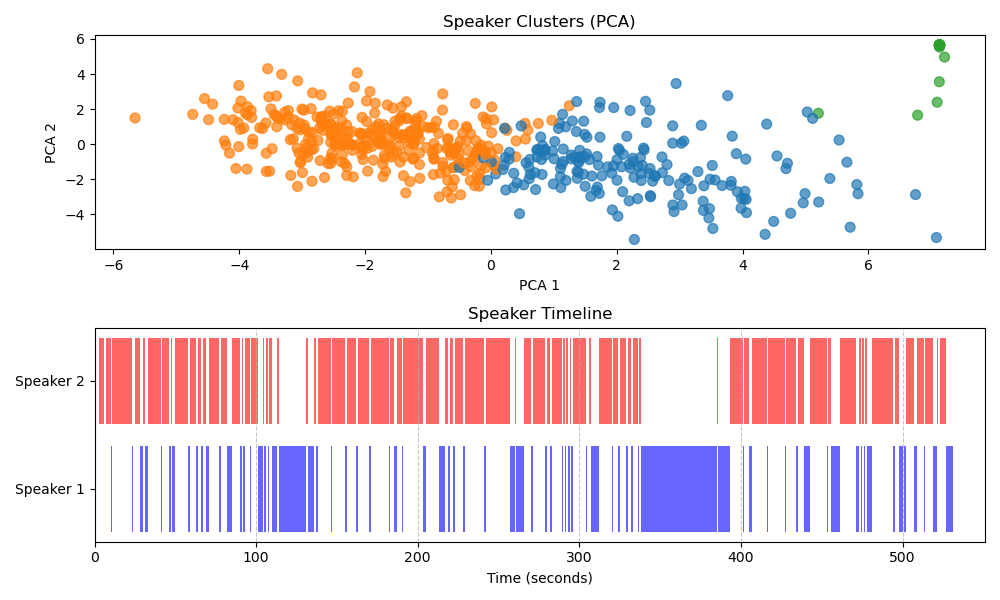 Speaker Clusters (PCA)
PCA 2
6
4
2
0
−2
−4
−6 −4 −2 0 2 4 6
PCA 1
Speaker Timeline
Speaker 2
Speaker 1
0 100 200 300 400 500
Time (seconds)